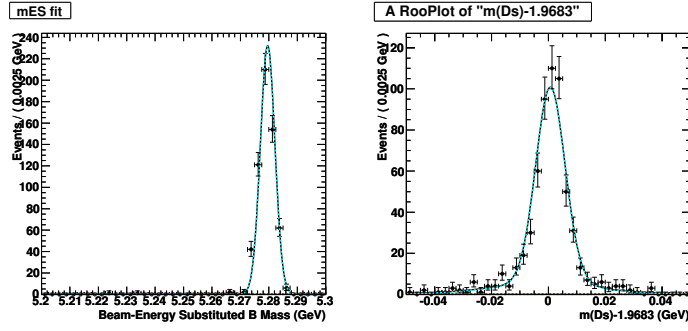 mES fit
A RooPlot of "m(Ds)-1.9683"
Events / ( 0.0025 GeV )
240
220
200
180
160
140
120
100
80
60
40
20
0
5.2 5.21 5.22 5.23 5.24 5.25 5.26 5.27 5.28 5.29 5.3
Beam-Energy Substituted B Mass (GeV)
Events / ( 0.0025 GeV )
120
100
80
60
40
20
0
-0.04 -0.02 0 0.02 0.04
m(Ds)-1.9683 (GeV)